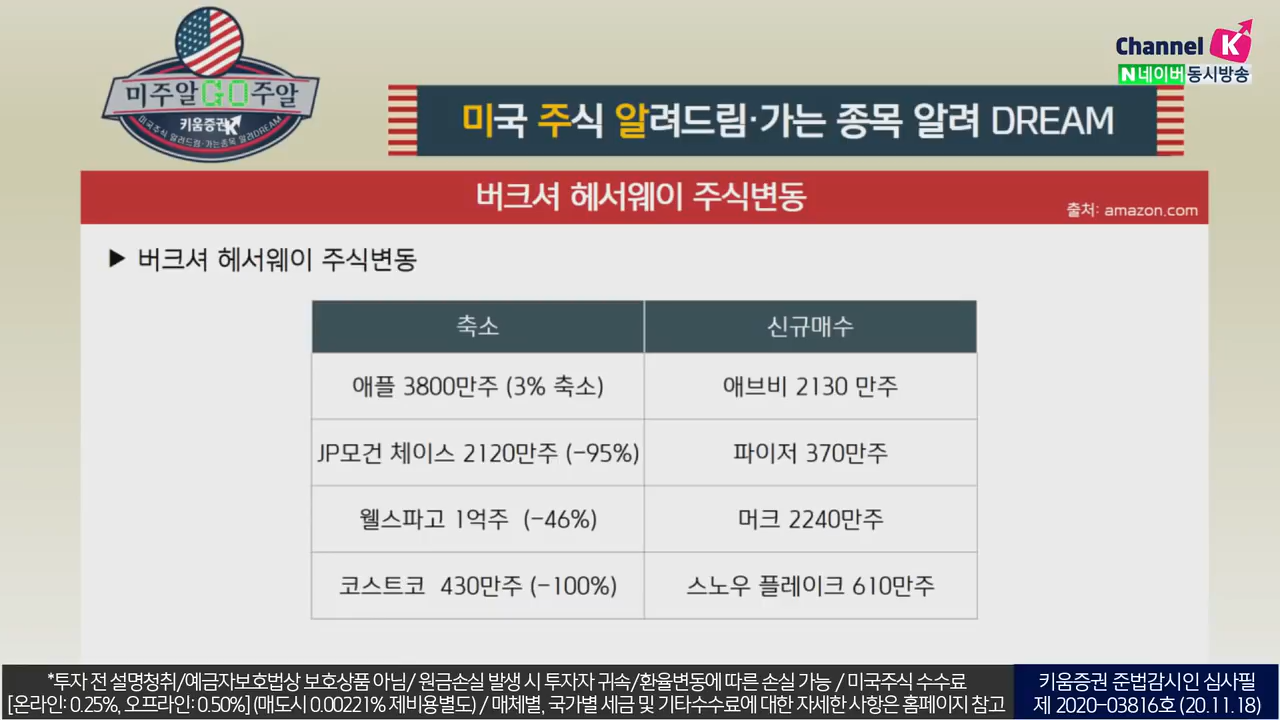 미주알GO주알
키움증권
미국주식 알려드림·가는종목 알려DREAM
Channel K
N 네이버 동시방송
미국 주식 알려드림·가는 종목 알려 DREAM
버크셔 헤서웨이 주식변동
출처: amazon.com
▶ 버크셔 헤서웨이 주식변동
축소 신규매수
애플 3800만주 (3% 축소) 애브비 2130 만주
JP모건 체이스 2120만주 (-95%) 파이저 370만주
웰스파고 1억주 (-46%) 머크 2240만주
코스트코 430만주 (-100%) 스노우 플레이크 610만주
*투자 전 설명청취/예금자보호법상 보호상품 아님/ 원금손실 발생 시 투자자 귀속/환율변동에 따른 손실 가능 / 미국주식 수수료
[온라인: 0.25%, 오프라인: 0.50%] (매도시 0.00221% 제비용별도) / 매체별, 국가별 세금 및 기타수수료에 대한 자세한 사항은 홈페이지 참고
키움증권 준법감시인 심사필
제 2020-03816호 (20.11.18)